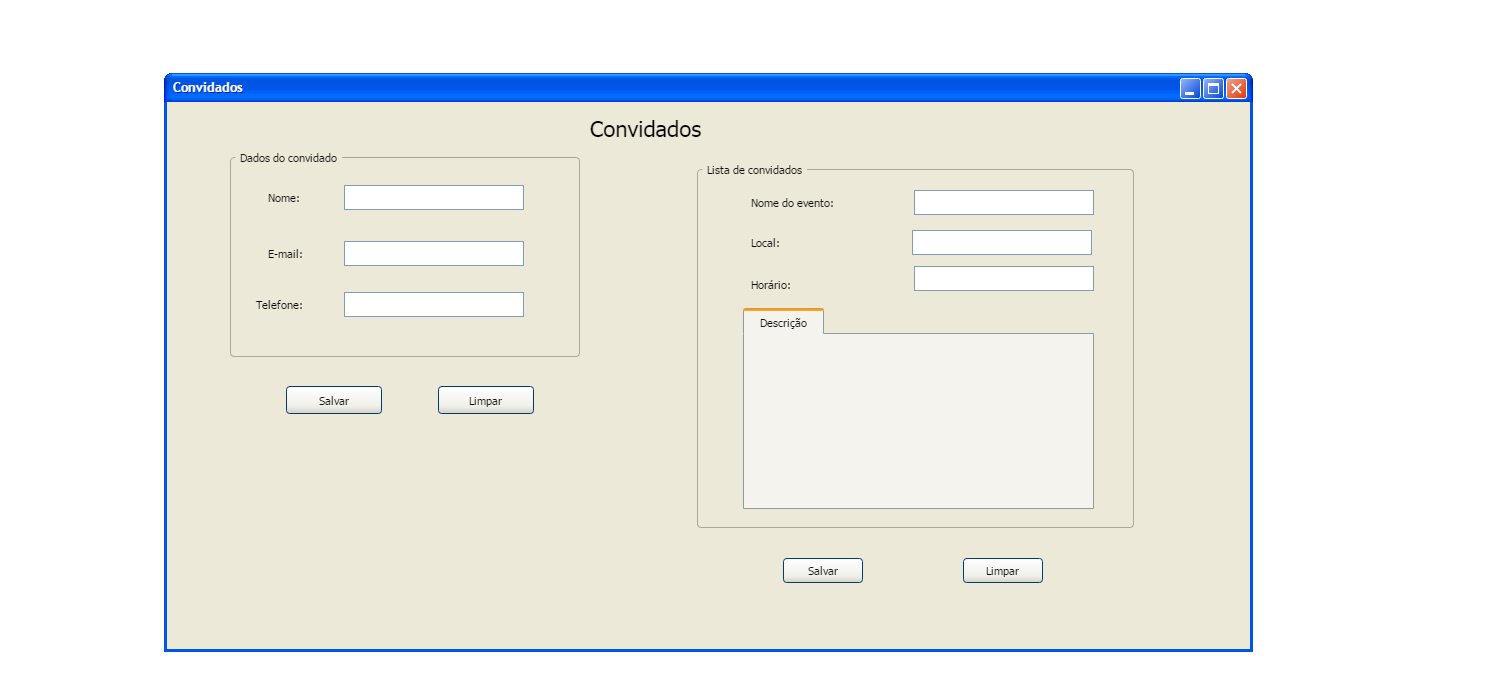 Convidados
Convidados
Dados do convidado
Nome:
E-mail:
Telefone:
Salvar
Limpar
Lista de convidados
Nome do evento:
Local:
Horário:
Descrição
Salvar
Limpar